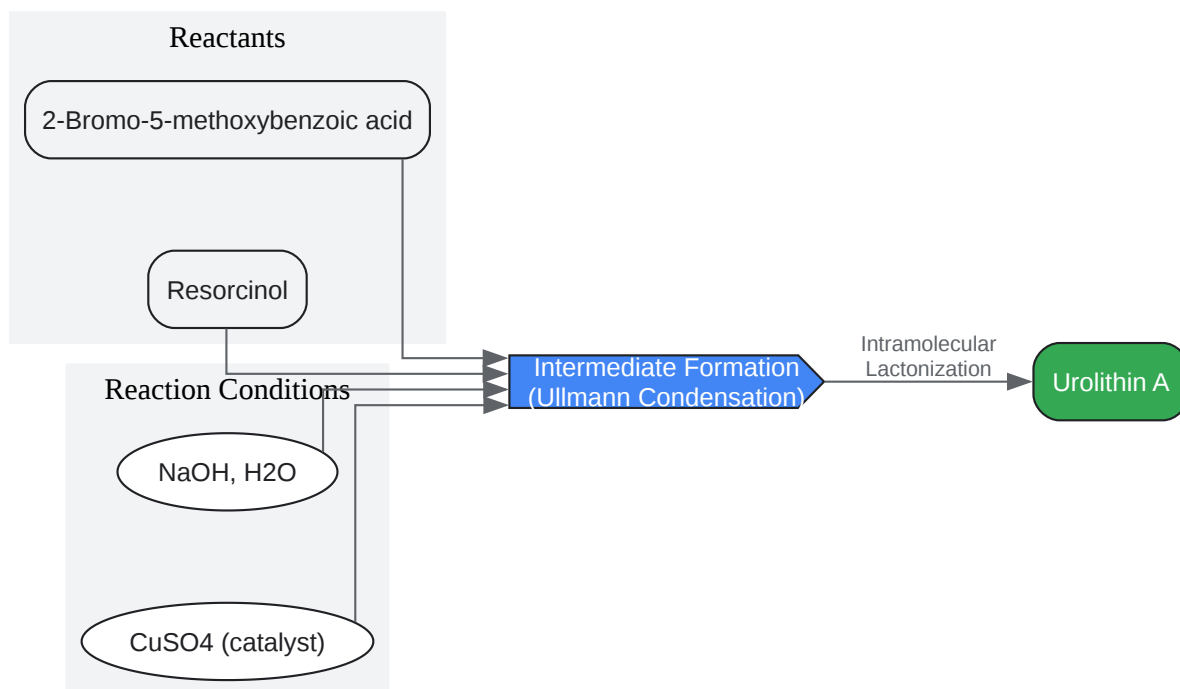 Reactants
2-Bromo-5-methoxybenzoic acid
Resorcinol
Reaction Conditions
NaOH, H2O
CuSO4 (catalyst)
Intermediate Formation
(Ullmann Condensation)
Intramolecular
Lactonization
Urolithin A